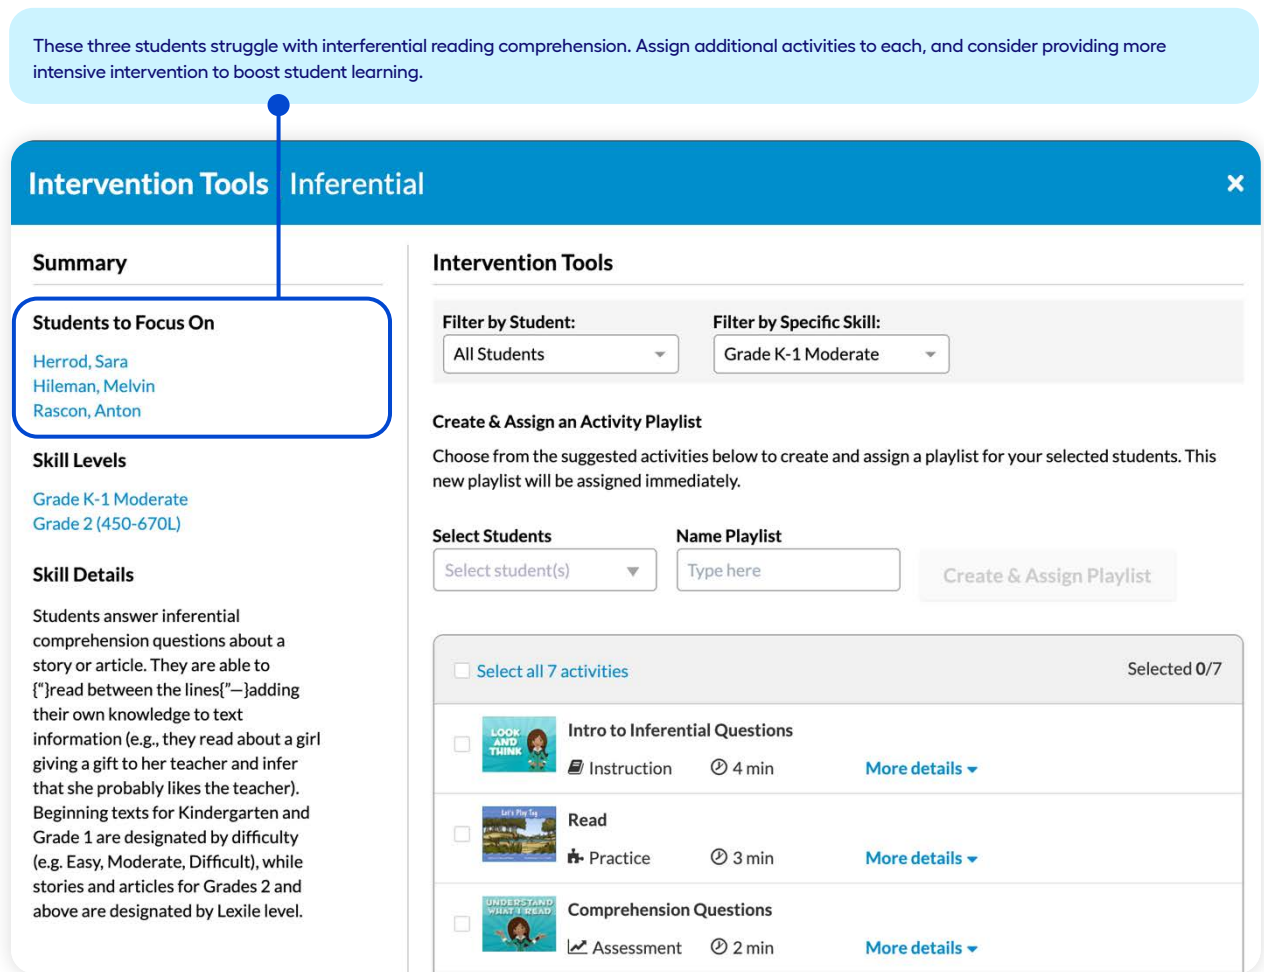 These three students struggle with interferential reading comprehension. Assign additional activities to each, and consider providing more
intensive intervention to boost student learning.
Intervention Tools Inferential
Summary
Students to Focus On
Herrod, Sara
Hileman, Melvin
Rascon, Anton
Skill Levels
Grade K-1 Moderate
Grade 2 (450-670L)
Skill Details
Students answer inferential
comprehension questions about a
story or article. They are able to
{"}read between the lines{"—}adding
their own knowledge to text
information (e.g., they read about a girl
giving a gift to her teacher and infer
that she probably likes the teacher).
Beginning texts for Kindergarten and
Grade 1 are designated by difficulty
(e.g. Easy, Moderate, Difficult), while
stories and articles for Grades 2 and
above are designated by Lexile level.
Intervention Tools
Filter by Student:
All Students
Filter by Specific Skill:
Grade K-1 Moderate
Create & Assign an Activity Playlist
Choose from the suggested activities below to create and assign a playlist for your selected students. This
new playlist will be assigned immediately.
Select Students
Select student(s)
Name Playlist
Type here
Create & Assign Playlist
Select all 7 activities
Selected 0/7
LOOK
AND
THINK
Intro to Inferential Questions
Instruction
4 min
More details
Let's Play Tag
Read
Practice
3 min
More details
UNDERSTAND
WHAT I READ
Comprehension Questions
Assessment
2 min
More details